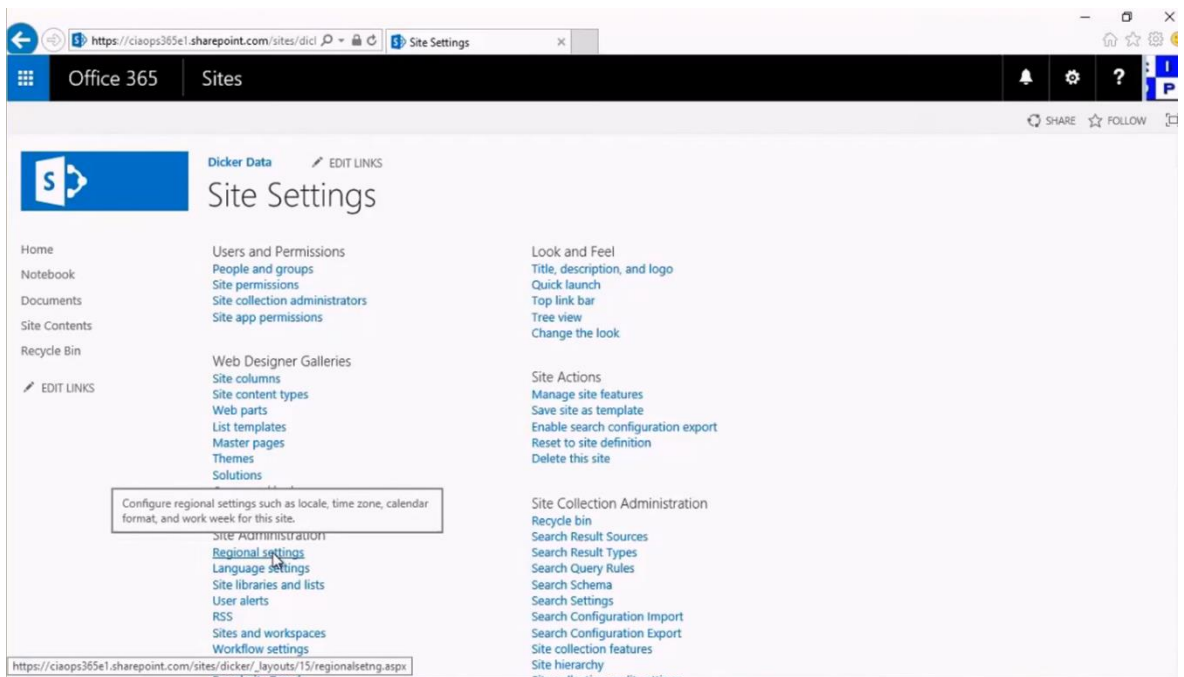 https://ciaops365e1.sharepoint.com/sites/dicl
Site Settings
Office 365
Sites
SHARE
FOLLOW
Dicker Data
EDIT LINKS
Site Settings
Home
Notebook
Documents
Site Contents
Recycle Bin
EDIT LINKS
Users and Permissions
People and groups
Site permissions
Site collection administrators
Site app permissions
Web Designer Galleries
Site columns
Site content types
Web parts
List templates
Master pages
Themes
Solutions
Configure regional settings such as locale, time zone, calendar
format, and work week for this site.
Site Administration
Regional settings
Language settings
Site libraries and lists
User alerts
RSS
Sites and workspaces
Workflow settings
Look and Feel
Title, description, and logo
Quick launch
Top link bar
Tree view
Change the look
Site Actions
Manage site features
Save site as template
Enable search configuration export
Reset to site definition
Delete this site
Site Collection Administration
Recycle bin
Search Result Sources
Search Result Types
Search Query Rules
Search Schema
Search Settings
Search Configuration Import
Search Configuration Export
Site collection features
Site hierarchy
https://ciaops365e1.sharepoint.com/sites/dicker/_layouts/15/regionalsetng.aspx